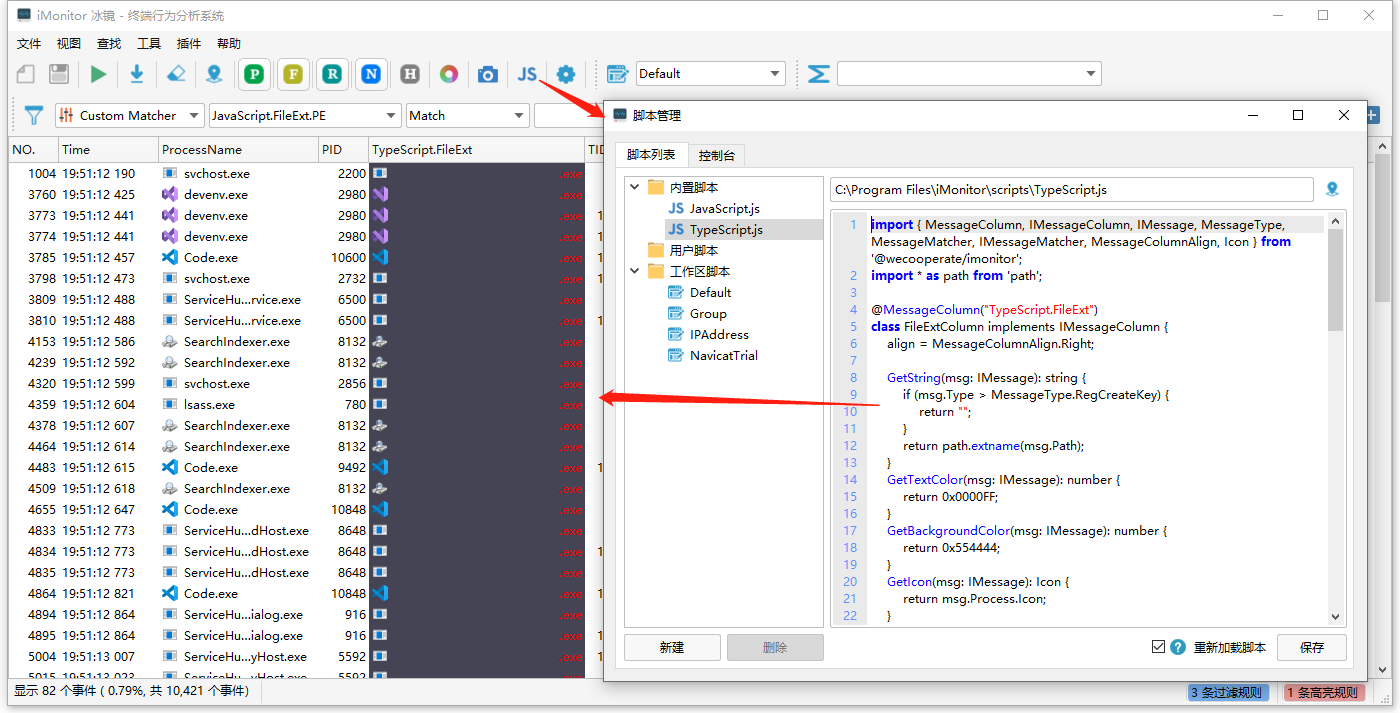 iMonitor 冰镜 - 终端行为分析系统
文件 视图 查找 工具 插件 帮助
P F R N H JS Default
Custom Matcher JavaScript.FileExt.PE Match
NO. Time ProcessName PID TypeScript.FileExt TID
1004 19:51:12 190 svchost.exe 2200 .exe
3760 19:51:12 425 devenv.exe 2980 .exe
3773 19:51:12 441 devenv.exe 2980 .exe 1
3774 19:51:12 441 devenv.exe 2980 .exe 1
3785 19:51:12 457 Code.exe 10600 .exe
3798 19:51:12 473 svchost.exe 2732 .exe 1
3809 19:51:12 488 ServiceHu...rvice.exe 6500 .exe
3810 19:51:12 488 ServiceHu...rvice.exe 6500 .exe 1
4153 19:51:12 586 SearchIndexer.exe 8132 .exe
4239 19:51:12 592 SearchIndexer.exe 8132 .exe
4320 19:51:12 599 svchost.exe 2856 .exe
4359 19:51:12 604 lsass.exe 780 .exe
4378 19:51:12 607 SearchIndexer.exe 8132 .exe
4464 19:51:12 614 SearchIndexer.exe 8132 .exe
4483 19:51:12 615 Code.exe 9492 .exe 1
4509 19:51:12 618 SearchIndexer.exe 8132 .exe
4655 19:51:12 647 Code.exe 10848 .exe
4833 19:51:12 773 ServiceHu...dHost.exe 8648 .exe
4834 19:51:12 773 ServiceHu...dHost.exe 8648 .exe 1
4835 19:51:12 773 ServiceHu...dHost.exe 8648 .exe
4864 19:51:12 821 Code.exe 10848 .exe 1
4894 19:51:12 864 ServiceHu...ialog.exe 916 .exe
4895 19:51:12 864 ServiceHu...ialog.exe 916 .exe 1
5004 19:51:13 007 ServiceHu...yHost.exe 5592 .exe
5015 19:51:13 023 ServiceHu...yHost.exe 5592 .exe
显示 82 个事件 ( 0.79%, 共 10,421 个事件)
3 条过滤规则 1 条高亮规则
脚本管理
脚本列表 控制台
内置脚本
JS JavaScript.js
JS TypeScript.js
用户脚本
工作区脚本
Default
Group
IPAddress
NavicatTrial
C:\Program Files\iMonitor\scripts\TypeScript.js
1 import { MessageColumn, IMessageColumn, IMessage, MessageType,
MessageMatcher, IMessageMatcher, MessageColumnAlign, Icon } from
'@wecooperate/imonitor';
2 import * as path from 'path';
3
4 @MessageColumn("TypeScript.FileExt")
5 class FileExtColumn implements IMessageColumn {
6 align = MessageColumnAlign.Right;
7
8 GetString(msg: IMessage): string {
9 if (msg.Type > MessageType.RegCreateKey) {
10 return "";
11 }
12 return path.extname(msg.Path);
13 }
14 GetTextColor(msg: IMessage): number {
15 return 0x0000FF;
16 }
17 GetBackgroundColor(msg: IMessage): number {
18 return 0x554444;
19 }
20 GetIcon(msg: IMessage): Icon {
21 return msg.Process.Icon;
22 }
新建 删除 ? 重新加载脚本 保存